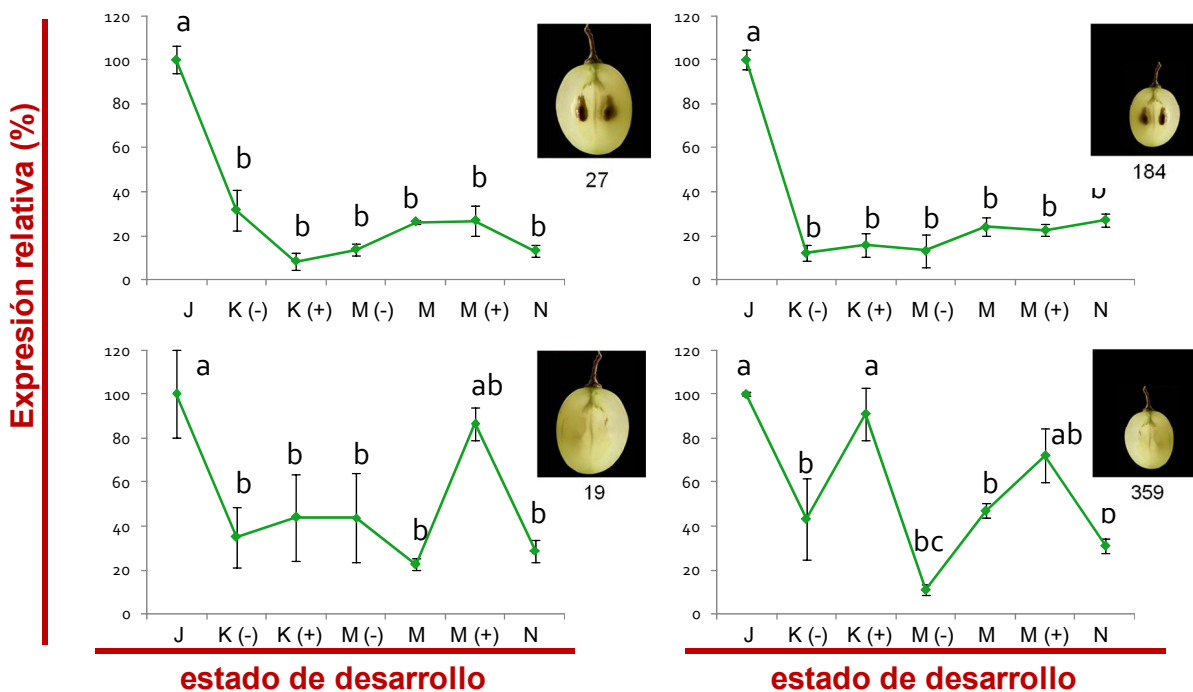 Expresión relativa (%)
120
100
80
60
40
20
0
a
b
b
b
b
b
b
J K (-) K (+) M (-) M M (+) N
27
120
100
80
60
40
20
0
a
b
b
b
b
b
b
J K (-) K (+) M (-) M M (+) N
184
120
100
80
60
40
20
0
a
b
b
b
b
ab
b
J K (-) K (+) M (-) M M (+) N
19
120
100
80
60
40
20
0
a
b
a
bc
b
ab
b
J K (-) K (+) M (-) M M (+) N
359
estado de desarrollo
estado de desarrollo